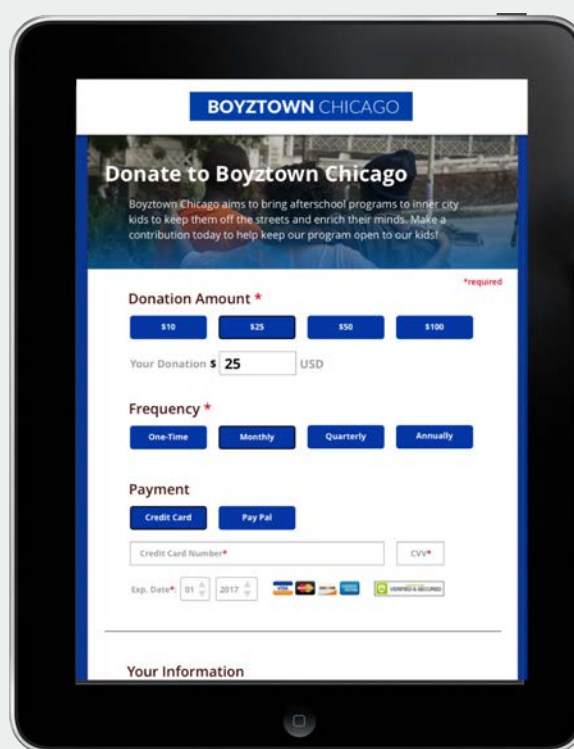 BOYZTOWN CHICAGO
Donate to Boyztown Chicago
Boyztown Chicago aims to bring afterschool programs to inner city
kids to keep them off the streets and enrich their minds. Make a
contribution today to help keep our program open to our kids!
*required
Donation Amount *
$10 $25 $50 $100
Your Donation $ 25 USD
Frequency *
One-Time Monthly Quarterly Annually
Payment
Credit Card Pay Pal
Credit Card Number* CVV*
Exp. Date*: 01 2017 VISA VERIFIED & SECURED
Your Information